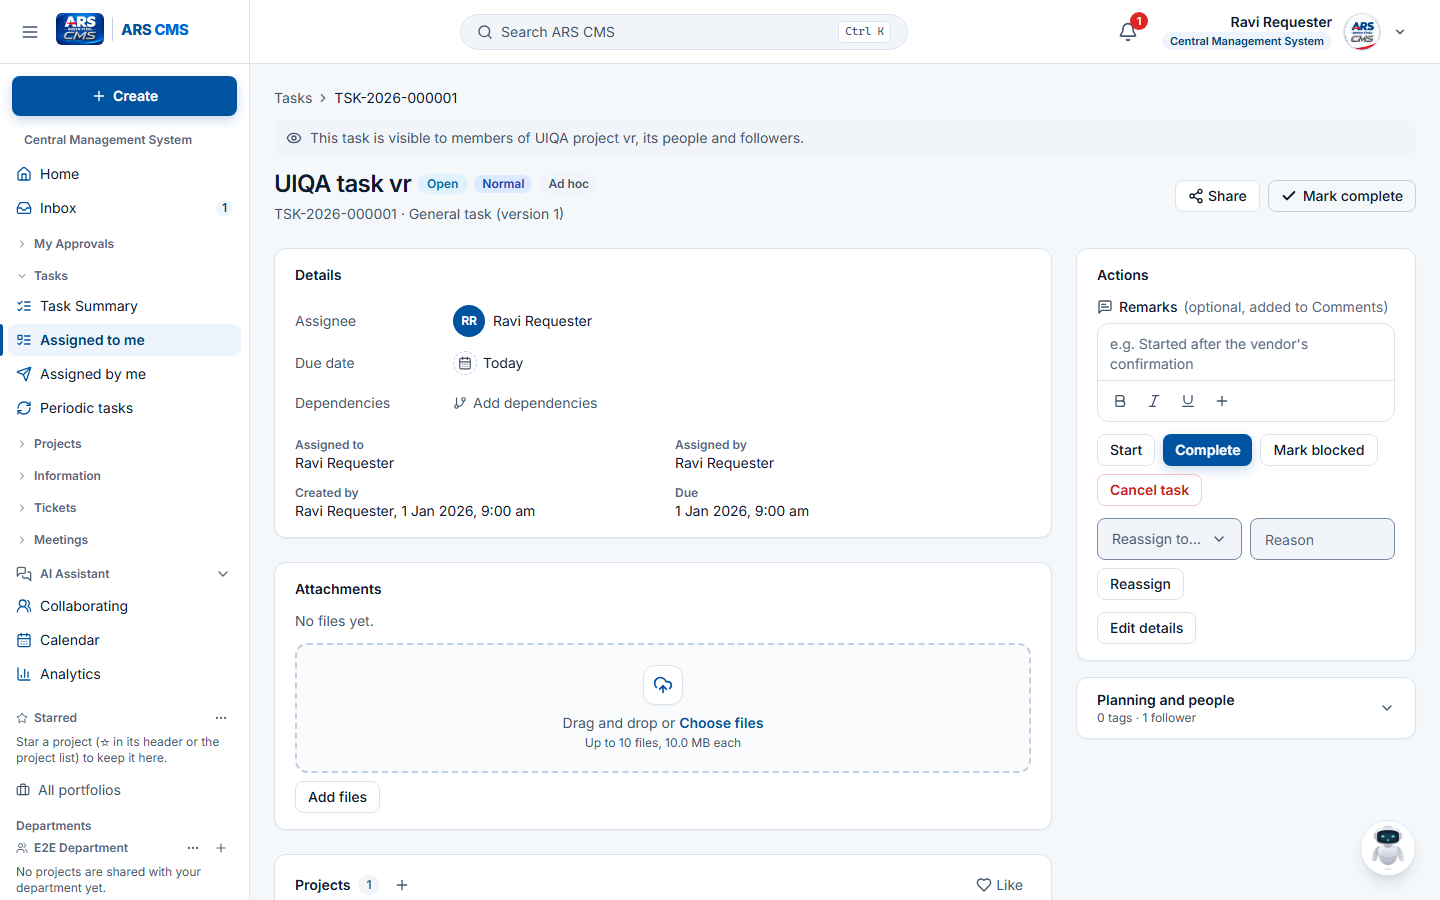 ARS
CMS
ARS CMS
Search ARS CMS
Ctrl K
1
Ravi Requester
Central Management System
ARS
CMS
Create
Central Management System
Home
Inbox
1
My Approvals
Tasks
Task Summary
Assigned to me
Assigned by me
Periodic tasks
Projects
Information
Tickets
Meetings
AI Assistant
Collaborating
Calendar
Analytics
Starred
Star a project (☆ in its header or the
project list) to keep it here.
All portfolios
Departments
E2E Department
No projects are shared with your
department yet.
Tasks
TSK-2026-000001
This task is visible to members of UIQA project vr, its people and followers.
UIQA task vr
Open
Normal
Ad hoc
TSK-2026-000001 · General task (version 1)
Share
Mark complete
Details
Assignee
RR
Ravi Requester
Due date
Today
Dependencies
Add dependencies
Assigned to
Ravi Requester
Assigned by
Ravi Requester
Created by
Ravi Requester, 1 Jan 2026, 9:00 am
Due
1 Jan 2026, 9:00 am
Attachments
No files yet.
Drag and drop or Choose files
Up to 10 files, 10.0 MB each
Add files
Projects
1
Like
Actions
Remarks (optional, added to Comments)
e.g. Started after the vendor's
confirmation
B I U
Start
Complete
Mark blocked
Cancel task
Reassign to...
Reason
Reassign
Edit details
Planning and people
0 tags · 1 follower